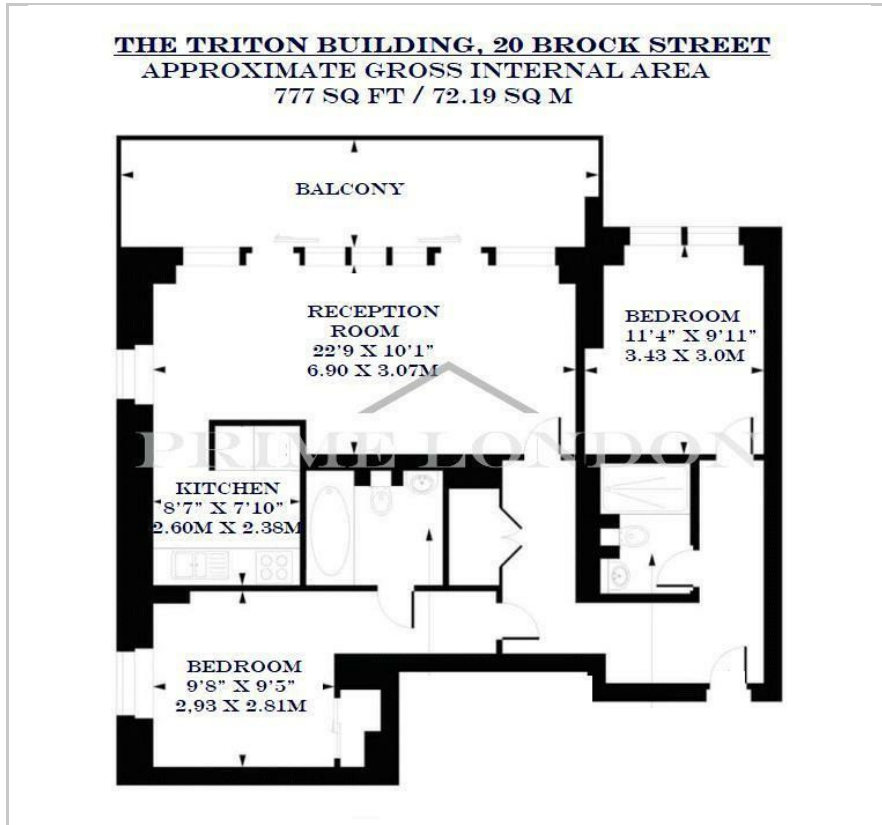 THE TRITON BUILDING, 20 BROCK STREET
APPROXIMATE GROSS INTERNAL AREA
777 SQ FT / 72.19 SQ M
BALCONY
RECEPTION
ROOM
22'9 X 10'1"
6.90 X 3.07M
BEDROOM
11'4" X 9'11"
3.43 X 3.0M
PRIME LONDON
KITCHEN
8'7" X 7'10"
2.60M X 2.38M
BEDROOM
9'8" X 9'5"
2,93 X 2.81M